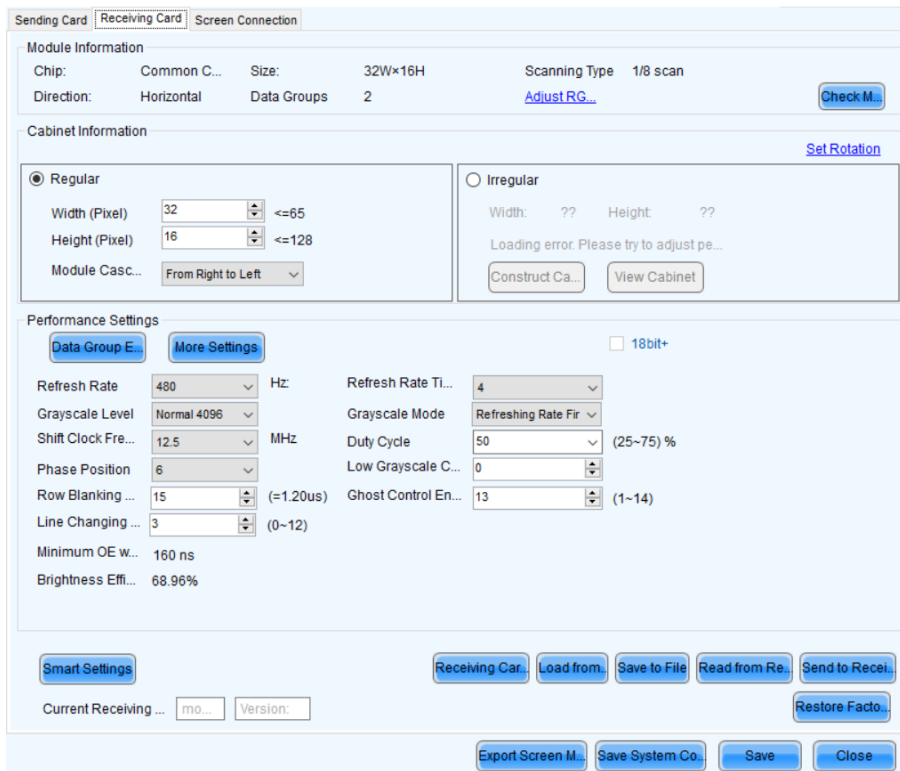 Sending Card Receiving Card Screen Connection
Module Information
Chip: Common C... Size: 32W×16H Scanning Type 1/8 scan
Direction: Horizontal Data Groups 2 Adjust RG... Check M...
Cabinet Information
Set Rotation
Regular Irregular
Width (Pixel) 32 <=65 Width: ?? Height: ??
Height (Pixel) 16 <=128 Loading error. Please try to adjust pe...
Module Casc... From Right to Left Construct Ca... View Cabinet
Performance Settings
Data Group E... More Settings 18bit+
Refresh Rate 480 Hz: Refresh Rate Ti... 4
Grayscale Level Normal 4096 Grayscale Mode Refreshing Rate Fir
Shift Clock Fre... 12.5 MHz Duty Cycle 50 (25~75) %
Phase Position 6 Low Grayscale C... 0
Row Blanking ... 15 (=1.20us) Ghost Control En... 13 (1~14)
Line Changing ... 3 (0~12)
Minimum OE w... 160 ns
Brightness Effi... 68.96%
Smart Settings Receiving Car... Load from... Save to File Read from Re... Send to Recei...
Current Receiving ... mo... Version: Restore Facto...
Export Screen M... Save System Co... Save Close